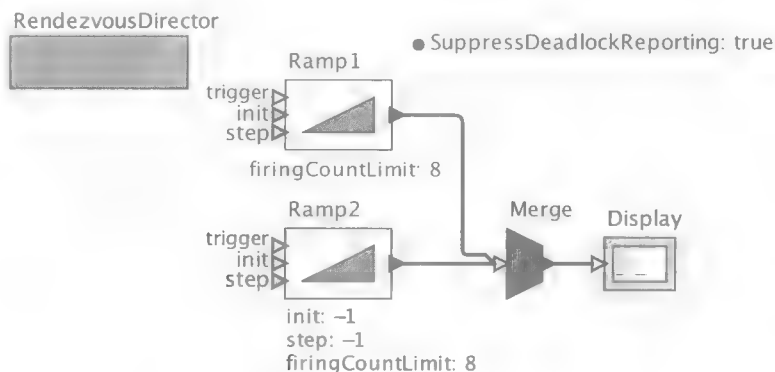 RendezvousDirector
SuppressDeadlockReporting: true
Ramp1
trigger
init
step
firingCountLimit: 8
Ramp2
Merge
Display
trigger
init
step
init: −1
step: −1
firingCountLimit: 8